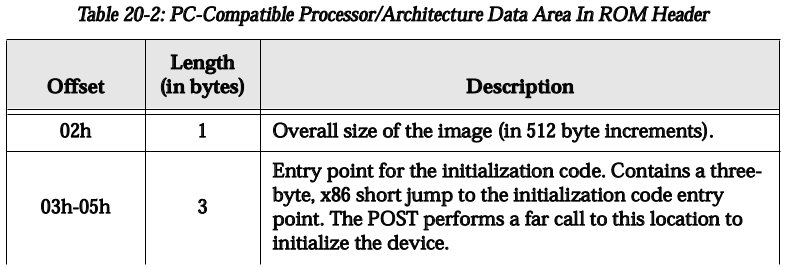 Table 20-2: PC-Compatible Processor/Architecture Data Area In ROM Header
Offset
Length
(in bytes)
Description
02h
1
Overall size of the image (in 512 byte increments).
03h-05h
3
Entry point for the initialization code. Contains a three-
byte, x86 short jump to the initialization code entry
point. The POST performs a far call to this location to
initialize the device.